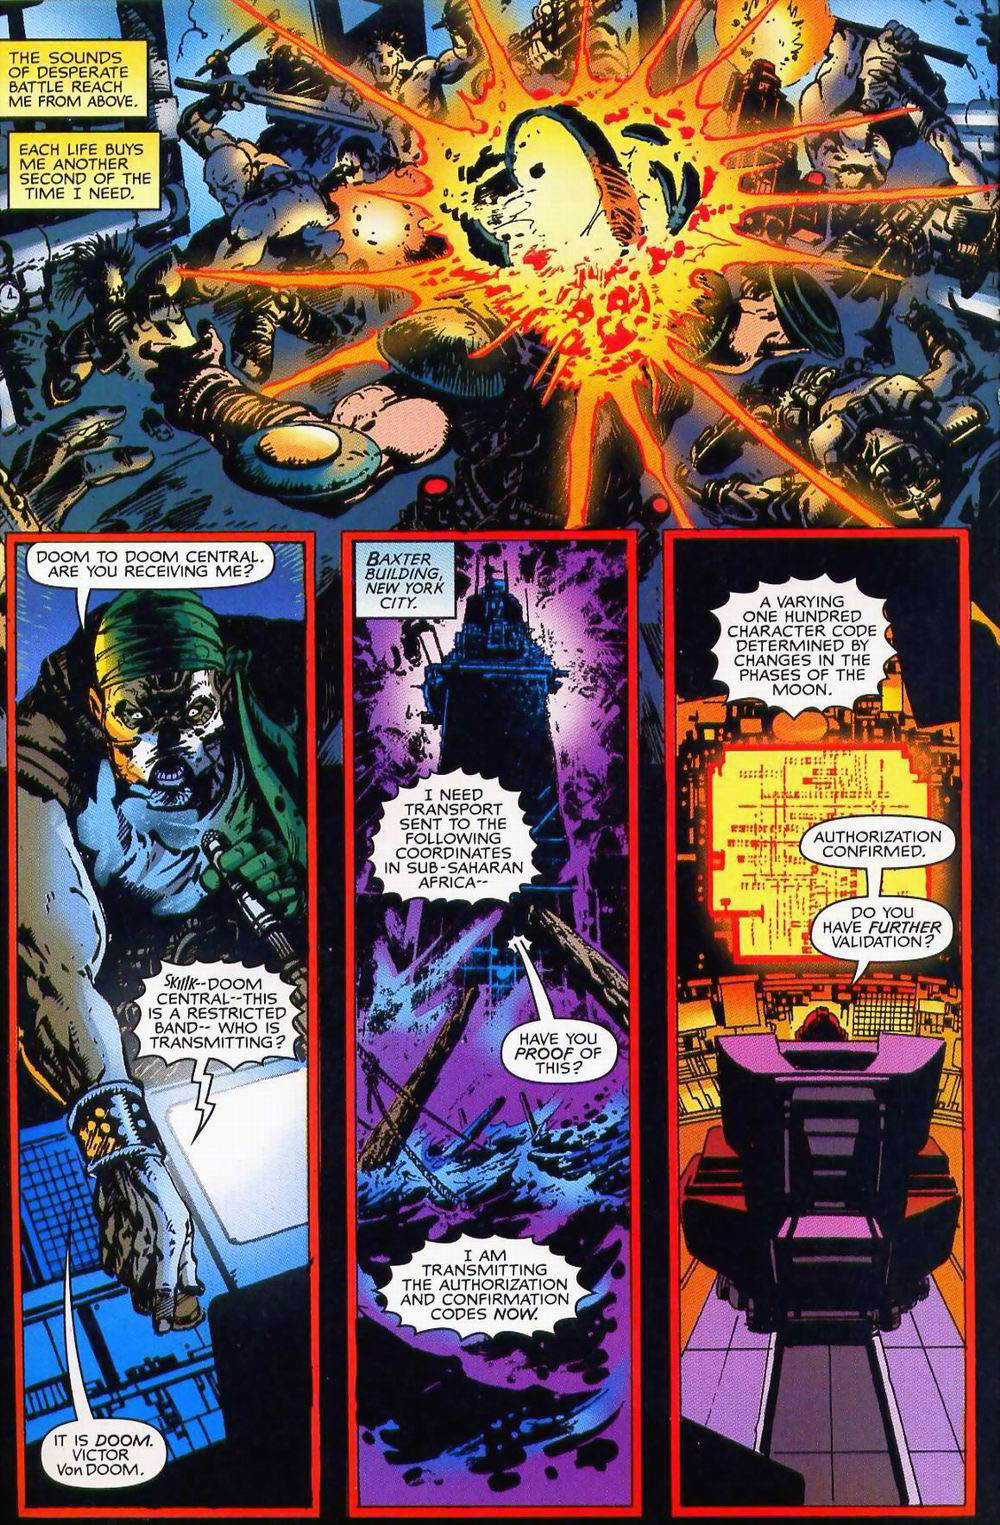 THE SOUNDS
OF DESPERATE
BATTLE REACH
ME FROM ABOVE.
EACH LIFE BUYS
ME ANOTHER
SECOND OF THE
TIME I NEED.
DOOM TO DOOM CENTRAL.
ARE YOU RECEIVING ME?
SKIIIK--DOOM
CENTRAL--THIS
IS A RESTRICTED
BAND-- WHO IS
TRANSMITTING?
IT IS DOOM.
VICTOR
Von DOOM.
BAXTER
BUILDING,
NEW YORK
CITY.
I NEED
TRANSPORT
SENT TO THE
FOLLOWING
COORDINATES
IN SUB-SAHARAN
AFRICA--
HAVE YOU
PROOF OF
THIS?
I AM
TRANSMITTING
THE AUTHORIZATION
AND CONFIRMATION
CODES NOW.
A VARYING
ONE HUNDRED
CHARACTER CODE
DETERMINED BY
CHANGES IN THE
PHASES OF THE
MOON.
AUTHORIZATION
CONFIRMED.
DO YOU
HAVE FURTHER
VALIDATION?